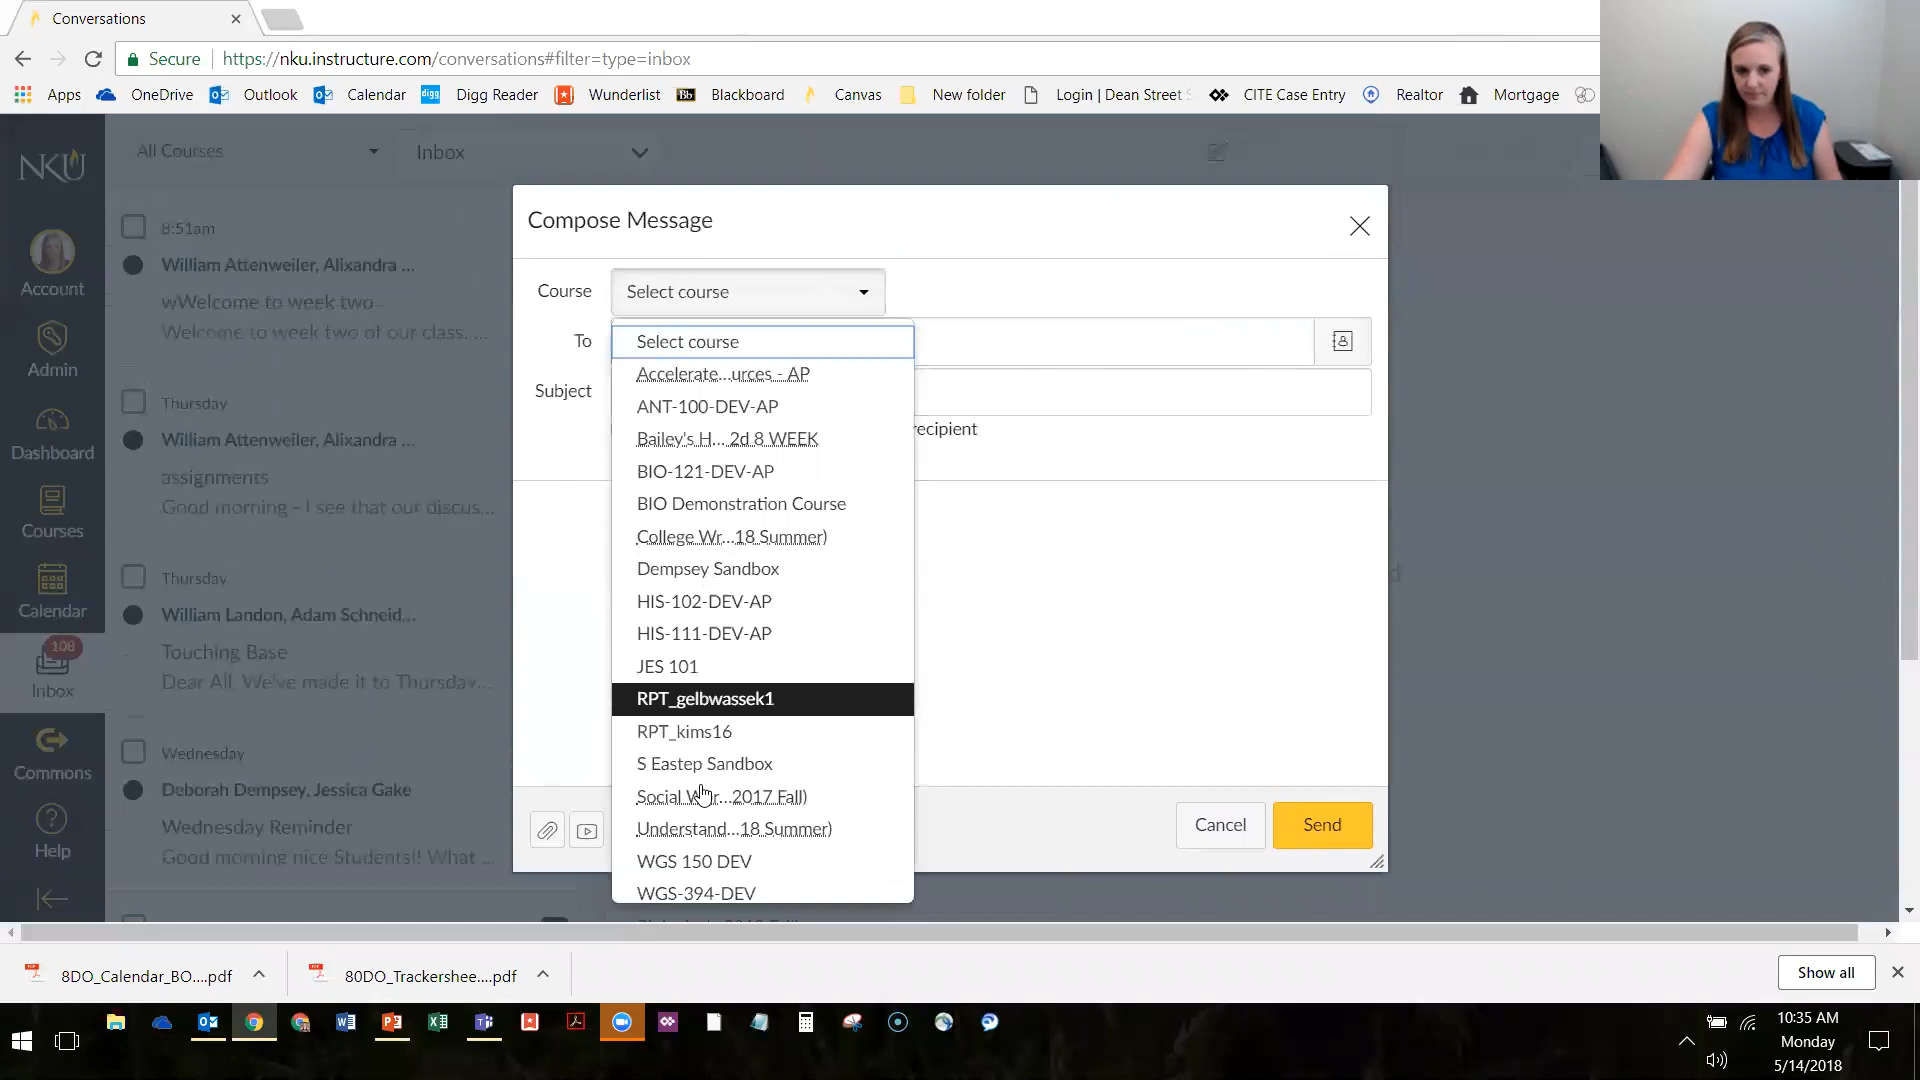 Conversations
Secure https://nku.instructure.com/conversations#filter=type=inbox
Apps OneDrive Outlook Calendar Digg Reader Wunderlist Bb Blackboard Canvas New folder Login | Dean Street S CITE Case Entry Realtor Mortgage
NKU
All Courses
Inbox
Account
Admin
Dashboard
Courses
Calendar
108
Inbox
Commons
Help
8:51am
William Attenweiler, Alixandra ...
wWelcome to week two
Welcome to week two of our class.
Thursday
William Attenweiler, Alixandra ...
assignments
Good morning - I see that our discus...
Thursday
William Landon, Adam Schneid...
Touching Base
Dear All, We've made it to Thursday...
Wednesday
Deborah Dempsey, Jessica Gake
Wednesday Reminder
Good morning nice Students!! What ...
Compose Message
Course Select course
To
Subject
recipient
Select course
Accelerate...urces - AP
ANT-100-DEV-AP
Bailey's H... 2d 8 WEEK
BIO-121-DEV-AP
BIO Demonstration Course
College Wr...18 Summer)
Dempsey Sandbox
HIS-102-DEV-AP
HIS-111-DEV-AP
JES 101
RPT_gelbwassek1
RPT_kims16
S Eastep Sandbox
Social W r...2017 Fall)
Understand...18 Summer)
WGS 150 DEV
WGS-394-DEV
Cancel
Send
8DO_Calendar_BO....pdf
80DO_Trackershee....pdf
Show all
10:35 AM
Monday
5/14/2018